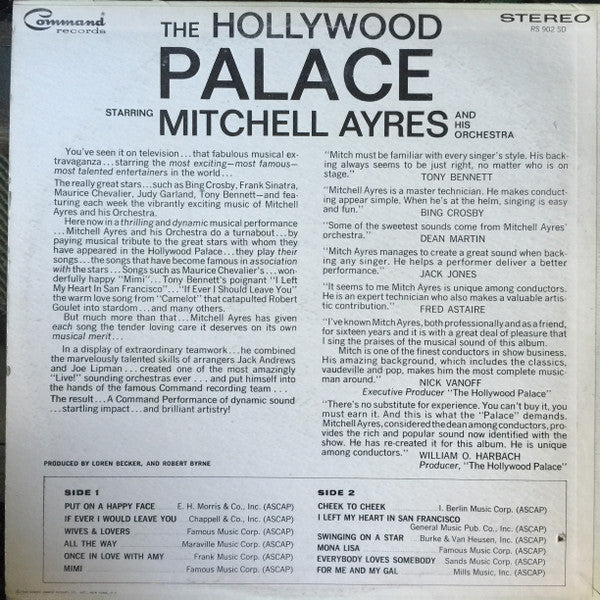 Command
records
STEREO
RS 902 SD
THE HOLLYWOOD
PALACE
STARRING MITCHELL AYRES AND HIS ORCHESTRA
You've seen it on television...that fabulous musical ex-
travaganza...starring the most exciting—most famous—
most talented entertainers in the world...
The really great stars...such as Bing Crosby, Frank Sinatra,
Maurice Chevalier, Judy Garland, Tony Bennett—and fea-
turing each week the vibrantly exciting music of Mitchell
Ayres and his Orchestra.
Here now in a thrilling and dynamic musical performance
...Mitchell Ayres and his Orchestra do a turnabout...by
paying musical tribute to the great stars with whom they
have appeared in the Hollywood Palace...they play their
songs...the songs that have become famous in association
with the stars...Songs such as Maurice Chevalier's...won-
derfully happy "Mimi"...Tony Bennett's poignant "I Left
My Heart In San Francisco"..."If Ever I Should Leave You"
the warm love song from "Camelot" that catapulted Robert
Goulet into stardom...and many others.
But much more than that...Mitchell Ayres has given
each song the tender loving care it deserves on its own
musical merit...
In a display of extraordinary teamwork...he combined
the marvelously talented skills of arrangers Jack Andrews
and Joe Lipman...created one of the most amazingly
"Live!" sounding orchestras ever...and put himself into
the hands of the famous Command recording team...
The result...A Command Performance of dynamic sound
...startling impact...and brilliant artistry!
PRODUCED BY LOREN BECKER, AND ROBERT BYRNE
"Mitch must be familiar with every singer's style. His back-
ing always seems to be just right, no matter who is on
stage."
TONY BENNETT
"Mitchell Ayres is a master technician. He makes conduct-
ing appear simple. When he's at the helm, singing is easy
and fun."
BING CROSBY
"Some of the sweetest sounds come from Mitchell Ayres'
orchestra."
DEAN MARTIN
"Mitch Ayres manages to create a great sound when back-
ing any singer. He helps a performer deliver a better
performance."
JACK JONES
"It seems to me Mitch Ayres is unique among conductors.
He is an expert technician who also makes a valuable artis-
tic contribution."
FRED ASTAIRE
"I've known Mitch Ayres, both professionally and as a friend,
for sixteen years and it is with a great deal of pleasure that
I sing the praises of the musical sound of this album.
Mitch is one of the finest conductors in show business.
His amazing background, which includes the classics,
vaudeville and pop, makes him the most complete music-
man around."
NICK VANOFF
Executive Producer "The Hollywood Palace"
"There's no substitute for experience. You can't buy it, you
must earn it. And this is what the "Palace" demands.
Mitchell Ayres, considered the dean among conductors, pro-
vides the rich and popular sound now identified with the
show. He has re-created it for this album. He is unique
among conductors."
WILLIAM O. HARBACH
Producer, "The Hollywood Palace"
SIDE 1
PUT ON A HAPPY FACE E. H. Morris & Co., Inc. (ASCAP)
IF EVER I WOULD LEAVE YOU Chappell & Co., Inc. (ASCAP)
WIVES & LOVERS Famous Music Corp. (ASCAP)
ALL THE WAY Maraville Music Corp. (ASCAP)
ONCE IN LOVE WITH AMY Frank Music Corp. (ASCAP)
MIMI Famous Music Corp. (ASCAP)
SIDE 2
CHEEK TO CHEEK I. Berlin Music Corp. (ASCAP)
I LEFT MY HEART IN SAN FRANCISCO
General Music Pub. Co., Inc. (ASCAP)
SWINGING ON A STAR Burke & Van Heusen, Inc. (ASCAP)
MONA LISA Famous Music Corp. (ASCAP)
EVERYBODY LOVES SOMEBODY Sands Music Corp. (ASCAP)
FOR ME AND MY GAL Mills Music, Inc. (ASCAP)